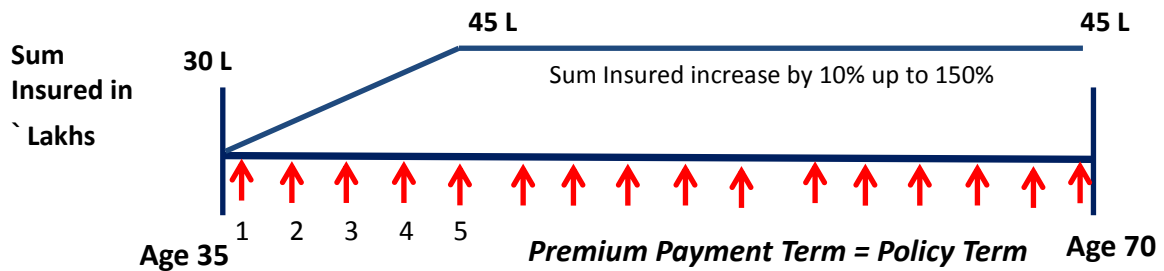 45 L
45 L
Sum
Insured in
` Lakhs
30 L
Sum Insured increase by 10% up to 150%
1 2 3 4 5
Age 35
Premium Payment Term = Policy Term
Age 70